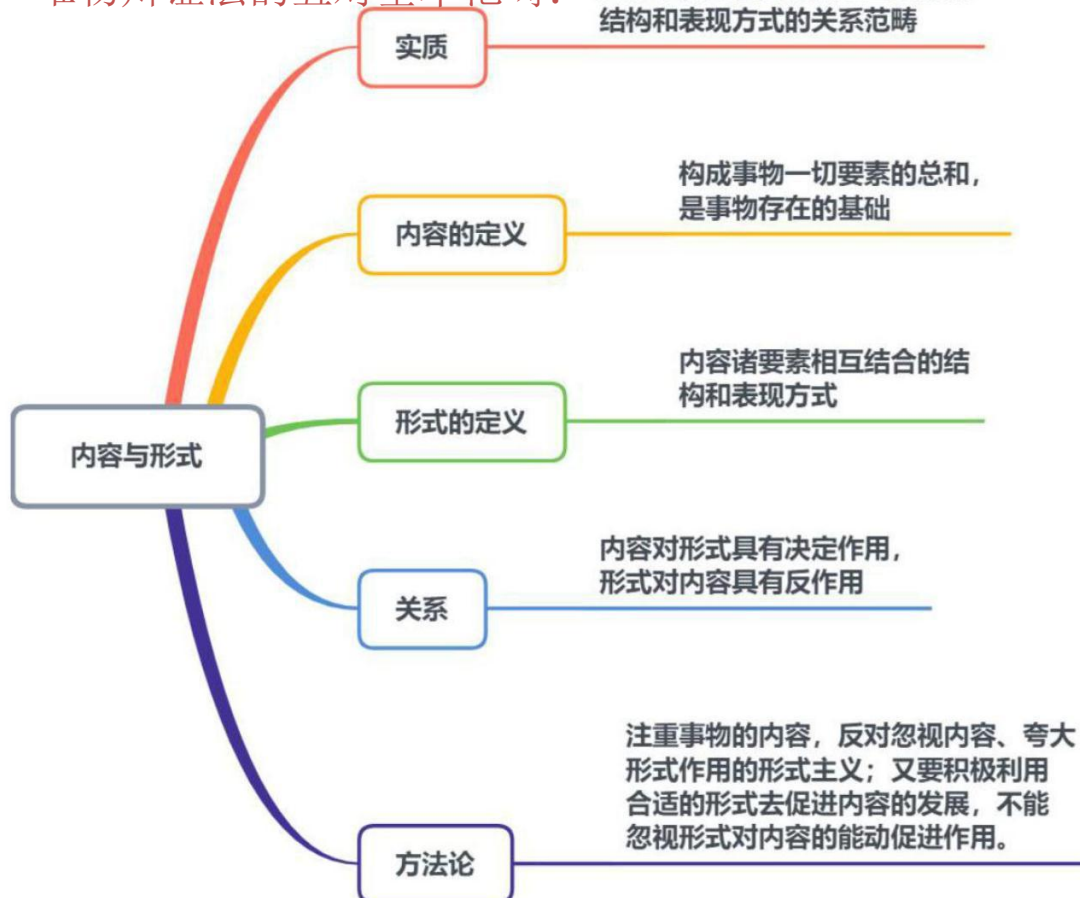 实质
结构和表现方式的关系范畴
内容的定义
构成事物一切要素的总和，
是事物存在的基础
形式的定义
内容诸要素相互结合的结
构和表现方式
内容与形式
关系
内容对形式具有决定作用，
形式对内容具有反作用
方法论
注重事物的内容，反对忽视内容、夸大
形式作用的形式主义；又要积极利用
合适的形式去促进内容的发展，不能
忽视形式对内容的能动促进作用。